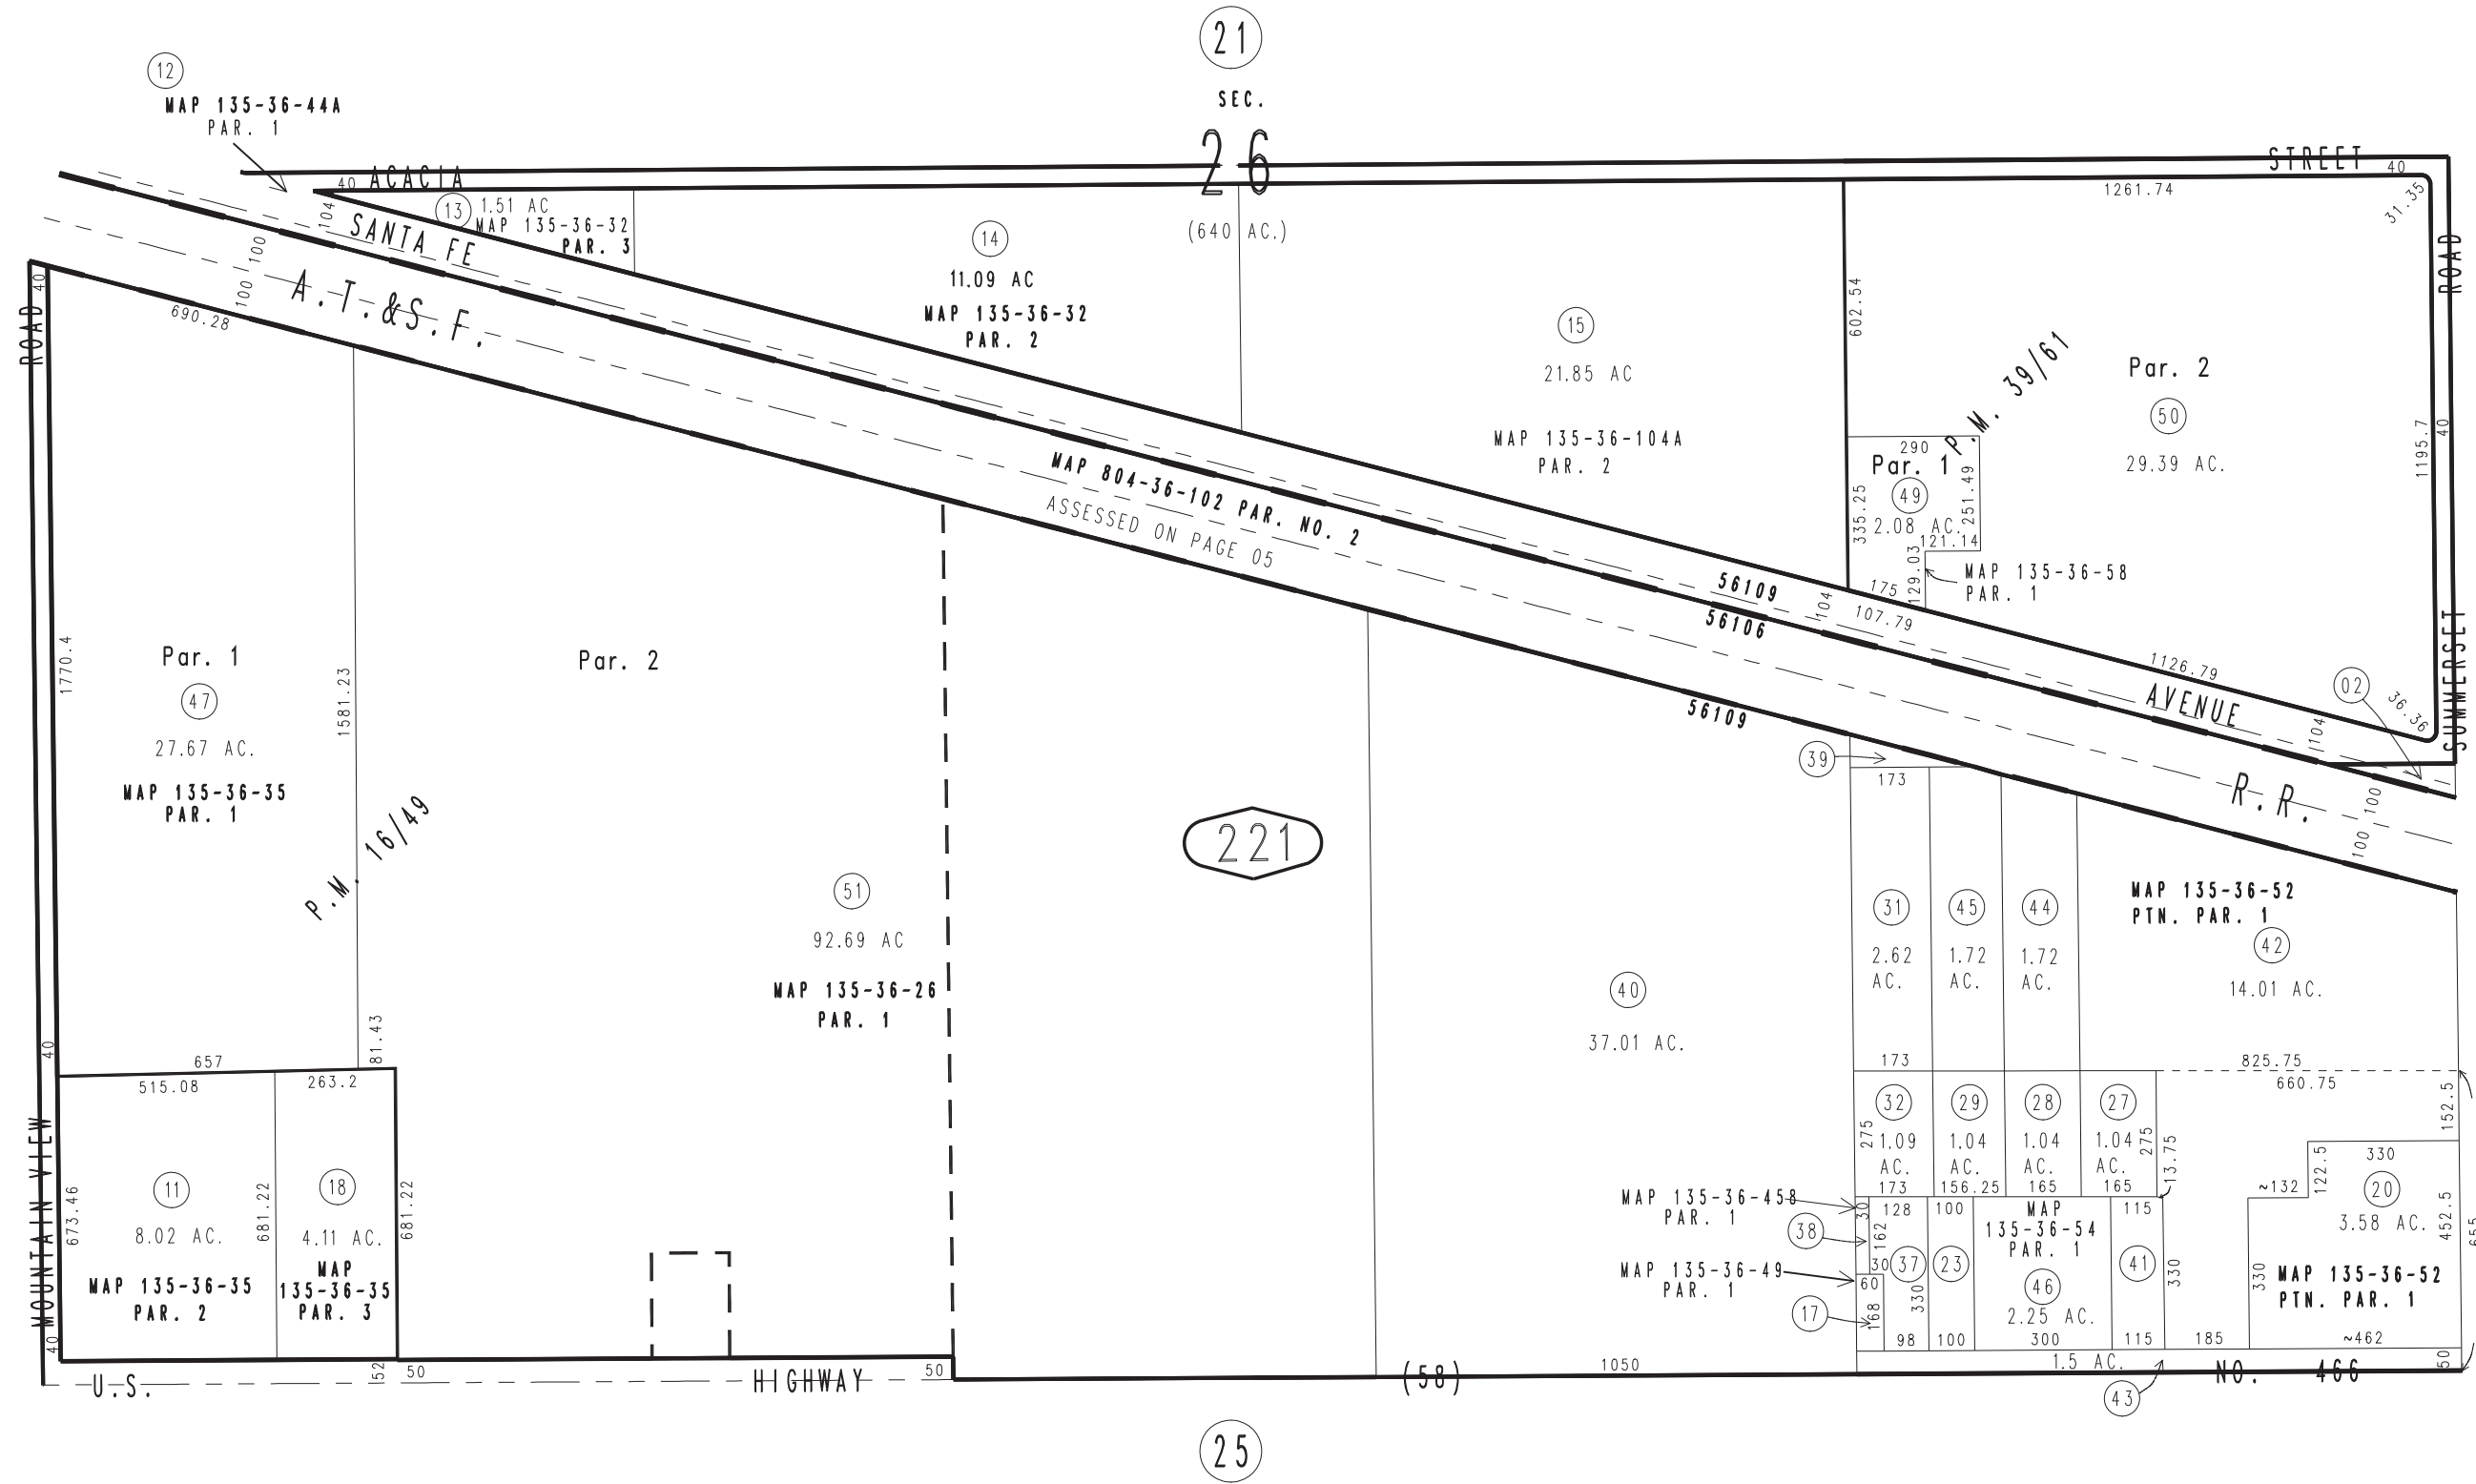 21
SEC.
26
(640 AC.)
12
MAP 135-36-44A
PAR. 1
40
ACACIA
STREET
40
1261.74
31.35
104
13
1.51 AC
MAP 135-36-32
PAR. 3
SANTA FE
14
11.09 AC
MAP 135-36-32
PAR. 2
15
21.85 AC
MAP 135-36-104A
PAR. 2
602.54
P.M. 39/61
Par. 2
50
29.39 AC.
ROAD
40
1195.7
SUMMERSET
290
Par. 1
49
2.08 AC.
335.25
251.49
121.14
129.03
MAP 135-36-58
PAR. 1
175
107.79
104
1126.79
36.36
02
AVENUE
104
100
100
A.T.&S.F.
R.R.
100
100
MAP 804-36-102 PAR. NO. 2
ASSESSED ON PAGE 05
56109
56106
56109
40
ROAD
690.28
1770.4
Par. 1
47
27.67 AC.
MAP 135-36-35
PAR. 1
1581.23
P.M. 16/49
Par. 2
51
92.69 AC
MAP 135-36-26
PAR. 1
221
40
37.01 AC.
39
173
31
2.62
AC.
45
1.72
AC.
44
1.72
AC.
MAP 135-36-52
PTN. PAR. 1
42
14.01 AC.
173
825.75
660.75
40
657
81.43
515.08
263.2
MOUNTAIN VIEW
673.46
11
8.02 AC.
MAP 135-36-35
PAR. 2
681.22
18
4.11 AC.
MAP
135-36-35
PAR. 3
681.22
40
32
275
1.09
AC.
173
29
1.04
AC.
156.25
28
1.04
AC.
165
27
1.04
AC.
275
165
13.75
152.5
330
122.5
~132
20
3.58 AC.
452.5
655
MAP 135-36-458
PAR. 1
38
MAP 135-36-49
PAR. 1
17
30
162
30
60
168
128
37
330
98
100
23
100
MAP
135-36-54
PAR. 1
46
2.25 AC.
300
115
41
115
330
185
330
MAP 135-36-52
PTN. PAR. 1
~462
1.5 AC.
50
43
U.S.
52
50
HIGHWAY
50
(58)
1050
NO. 466
25